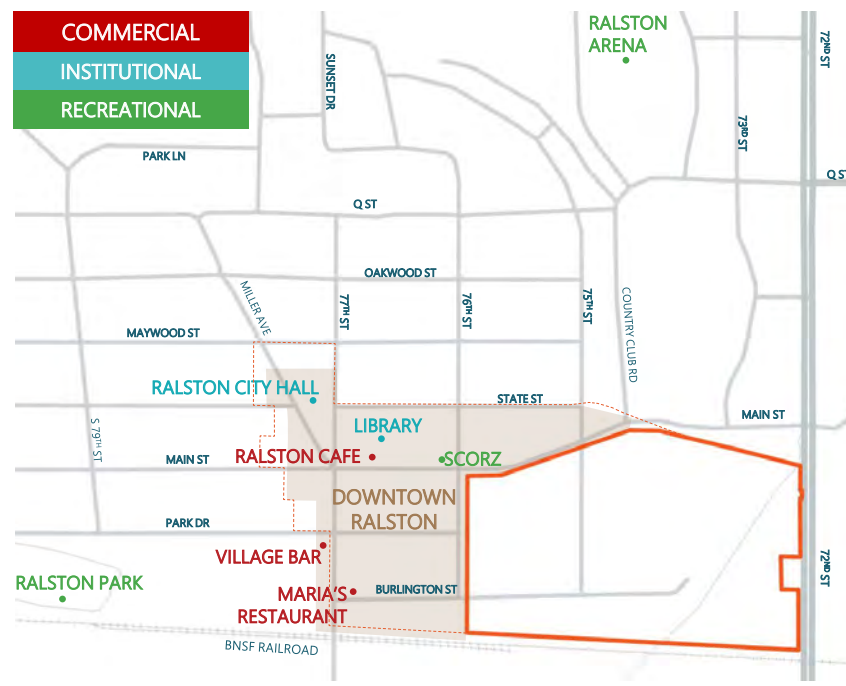 COMMERCIAL
INSTITUTIONAL
RECREATIONAL
RALSTON
ARENA
72ND ST
SUNSET DR
73RD ST
PARK LN
Q ST
Q ST
OAKWOOD ST
MILLER AVE
77TH ST
76TH ST
75TH ST
COUNTRY CLUB RD
MAYWOOD ST
RALSTON CITY HALL
STATE ST
MAIN ST
S 79TH ST
LIBRARY
RALSTON CAFE
SCORZ
MAIN ST
DOWNTOWN
RALSTON
PARK DR
VILLAGE BAR
72ND ST
RALSTON PARK
MARIA'S
RESTAURANT
BURLINGTON ST
BNSF RAILROAD